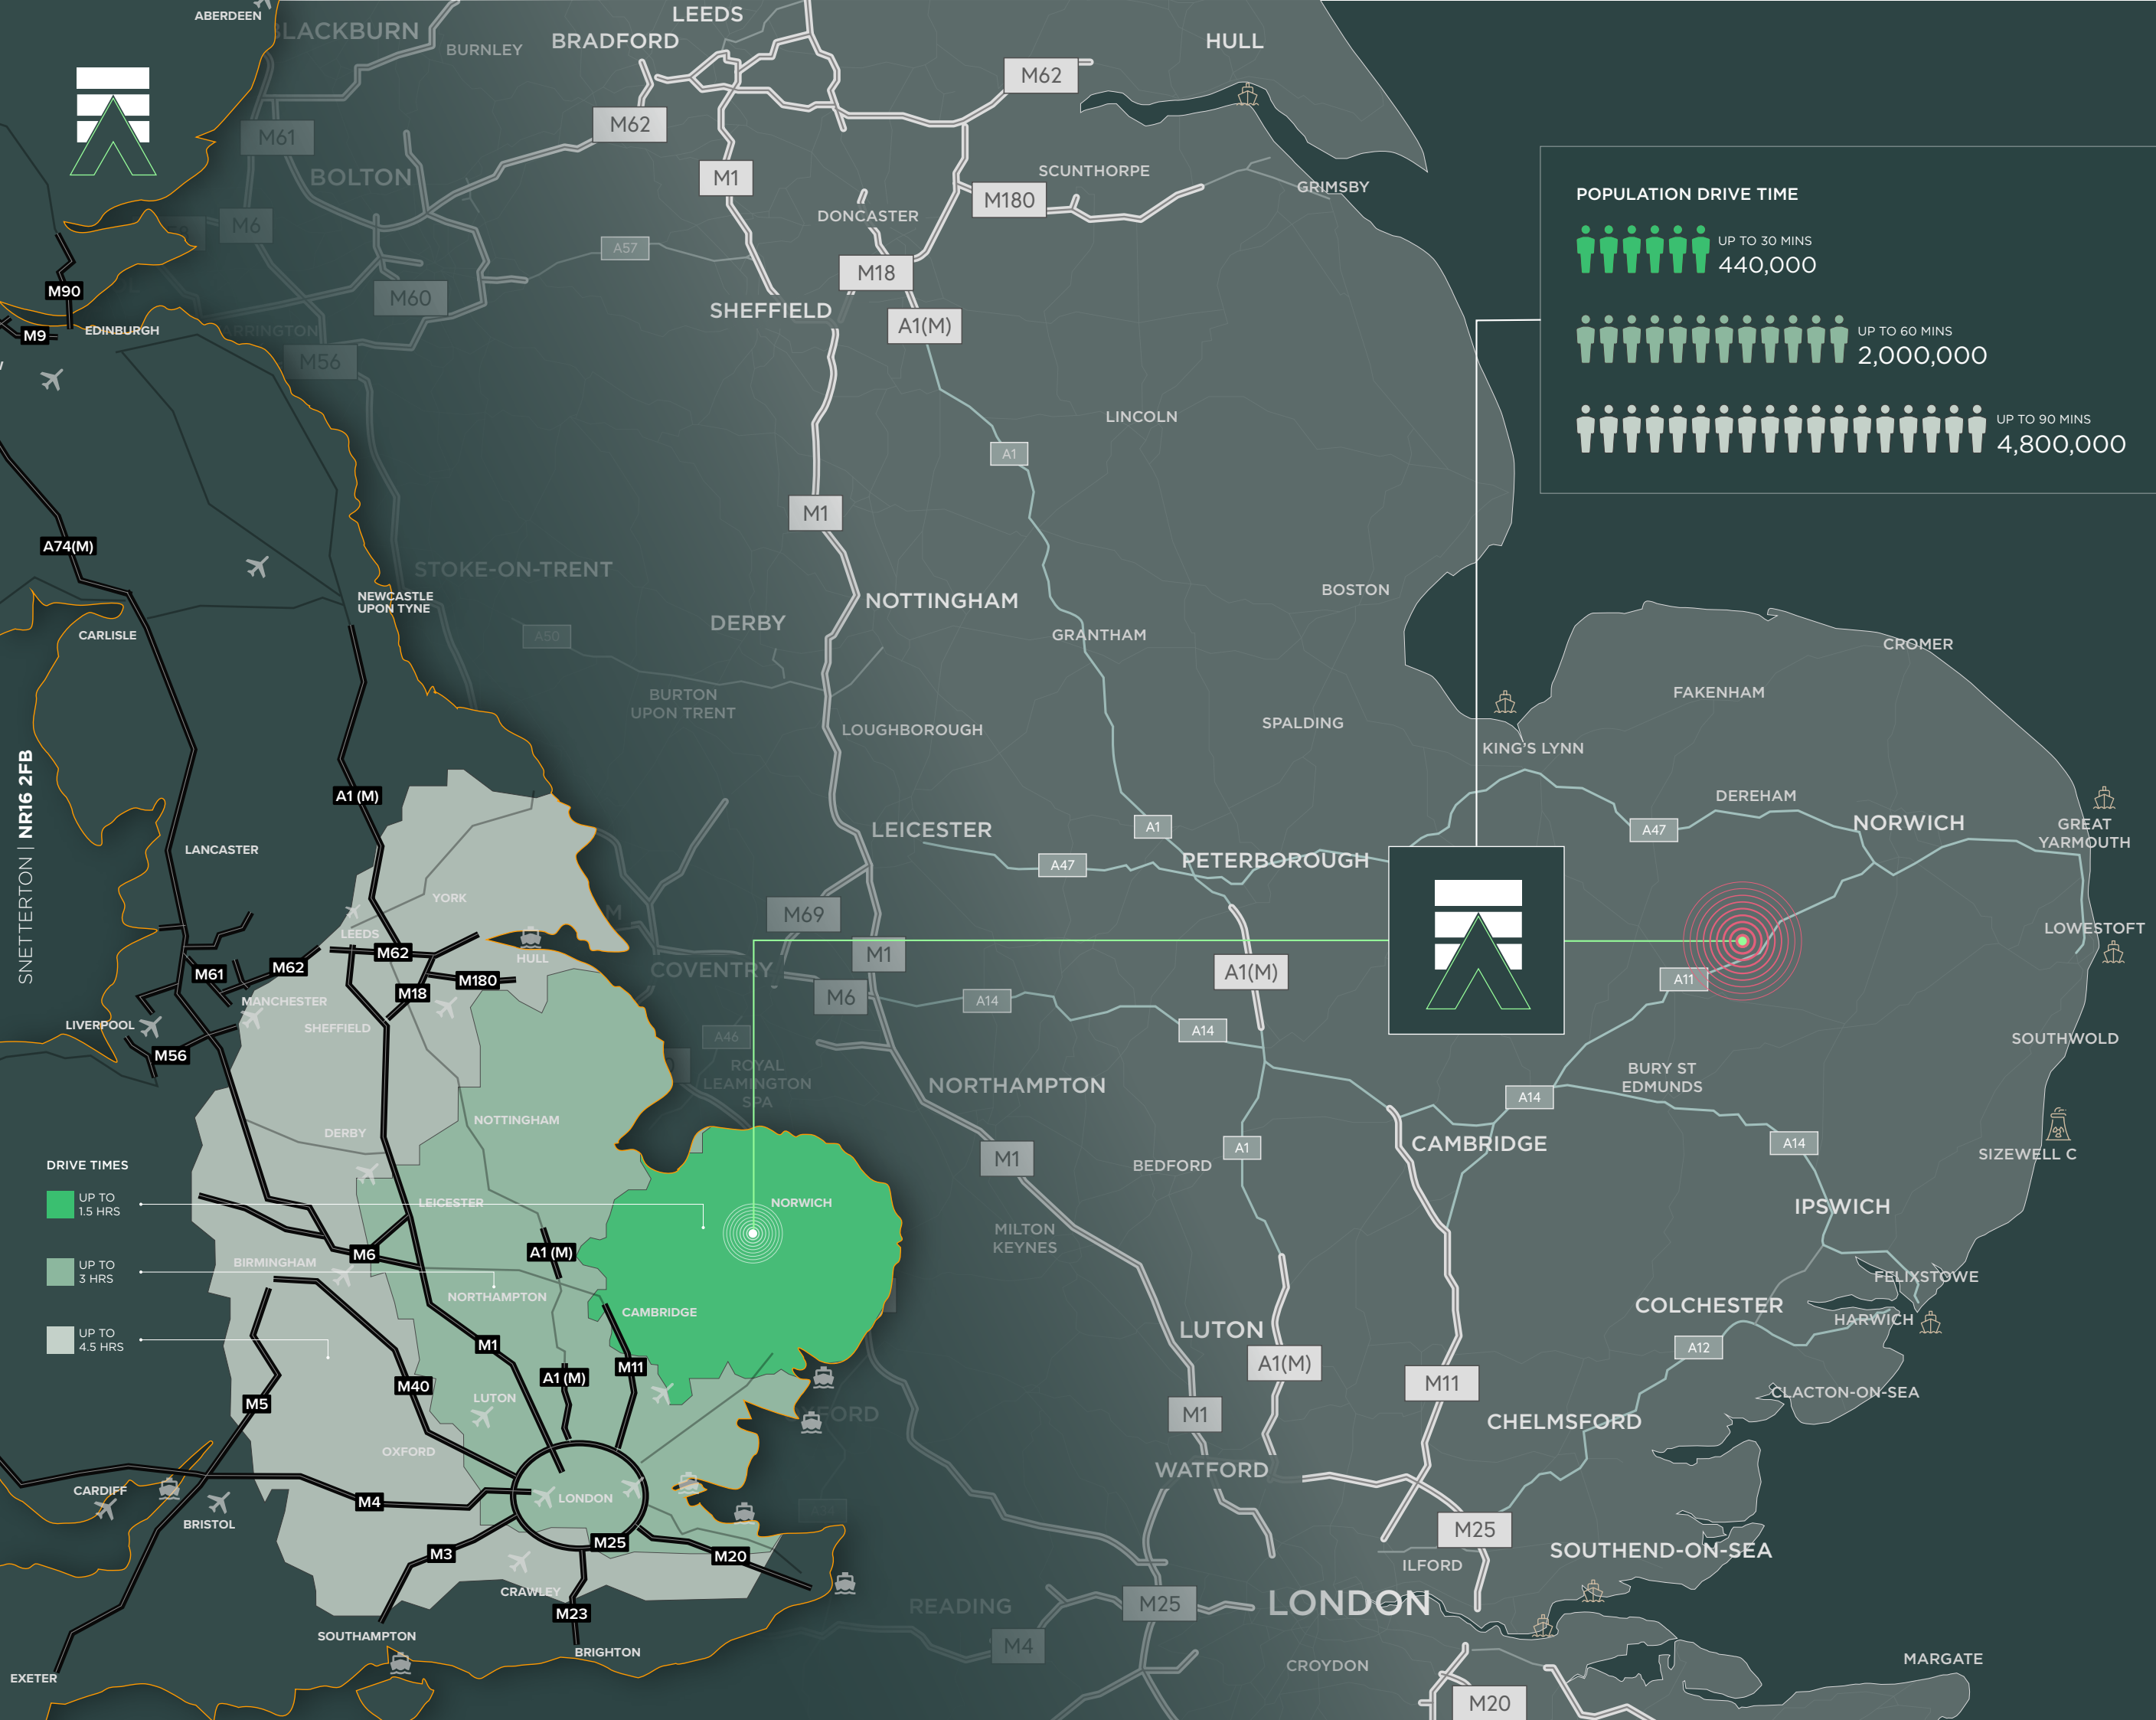 ABERDEEN
BLACKBURN
BURNLEY
BRADFORD
LEEDS
HULL
M62
M62
M61
BOLTON
M1
M180
SCUNTHORPE
GRIMSBY
DONCASTER
M6
A57
M18
M60
SHEFFIELD
A1(M)
M56
LINCOLN
A1
M1
STOKE-ON-TRENT
NOTTINGHAM
BOSTON
DERBY
A50
GRANTHAM
BURTON
UPON TRENT
LOUGHBOROUGH
SPALDING
CROMER
FAKENHAM
KING'S LYNN
DEREHAM
A47
NORWICH
GREAT
YARMOUTH
LEICESTER
A1
A47
PETERBOROUGH
M69
M1
COVENTRY
M6
A14
A1(M)
A14
A11
LOWESTOFT
SOUTHWOLD
A46
ROYAL
LEAMINGTON
SPA
NORTHAMPTON
A14
BURY ST
EDMUNDS
A14
SIZEWELL C
CAMBRIDGE
A1
BEDFORD
M1
MILTON
KEYNES
IPSWICH
FELIXSTOWE
HARWICH
COLCHESTER
A12
CLACTON-ON-SEA
LUTON
A1(M)
M11
CHELMSFORD
M1
WATFORD
M25
ILFORD
SOUTHEND-ON-SEA
LONDON
M25
READING
M4
CROYDON
M20
MARGATE
POPULATION DRIVE TIME
UP TO 30 MINS
440,000
UP TO 60 MINS
2,000,000
UP TO 90 MINS
4,800,000
M90
M9
EDINBURGH
A74(M)
NEWCASTLE
UPON TYNE
CARLISLE
SNETTERTON | NR16 2FB
A1 (M)
LANCASTER
YORK
LEEDS
M62
M62
M61
HULL
M180
M18
MANCHESTER
LIVERPOOL
SHEFFIELD
M56
NOTTINGHAM
DERBY
DRIVE TIMES
UP TO
1.5 HRS
UP TO
3 HRS
UP TO
4.5 HRS
LEICESTER
NORWICH
M6
A1 (M)
BIRMINGHAM
NORTHAMPTON
CAMBRIDGE
M1
M11
A1 (M)
M40
M5
LUTON
OXFORD
CARDIFF
M4
LONDON
BRISTOL
M25
M3
M20
CRAWLEY
M23
SOUTHAMPTON
BRIGHTON
EXETER